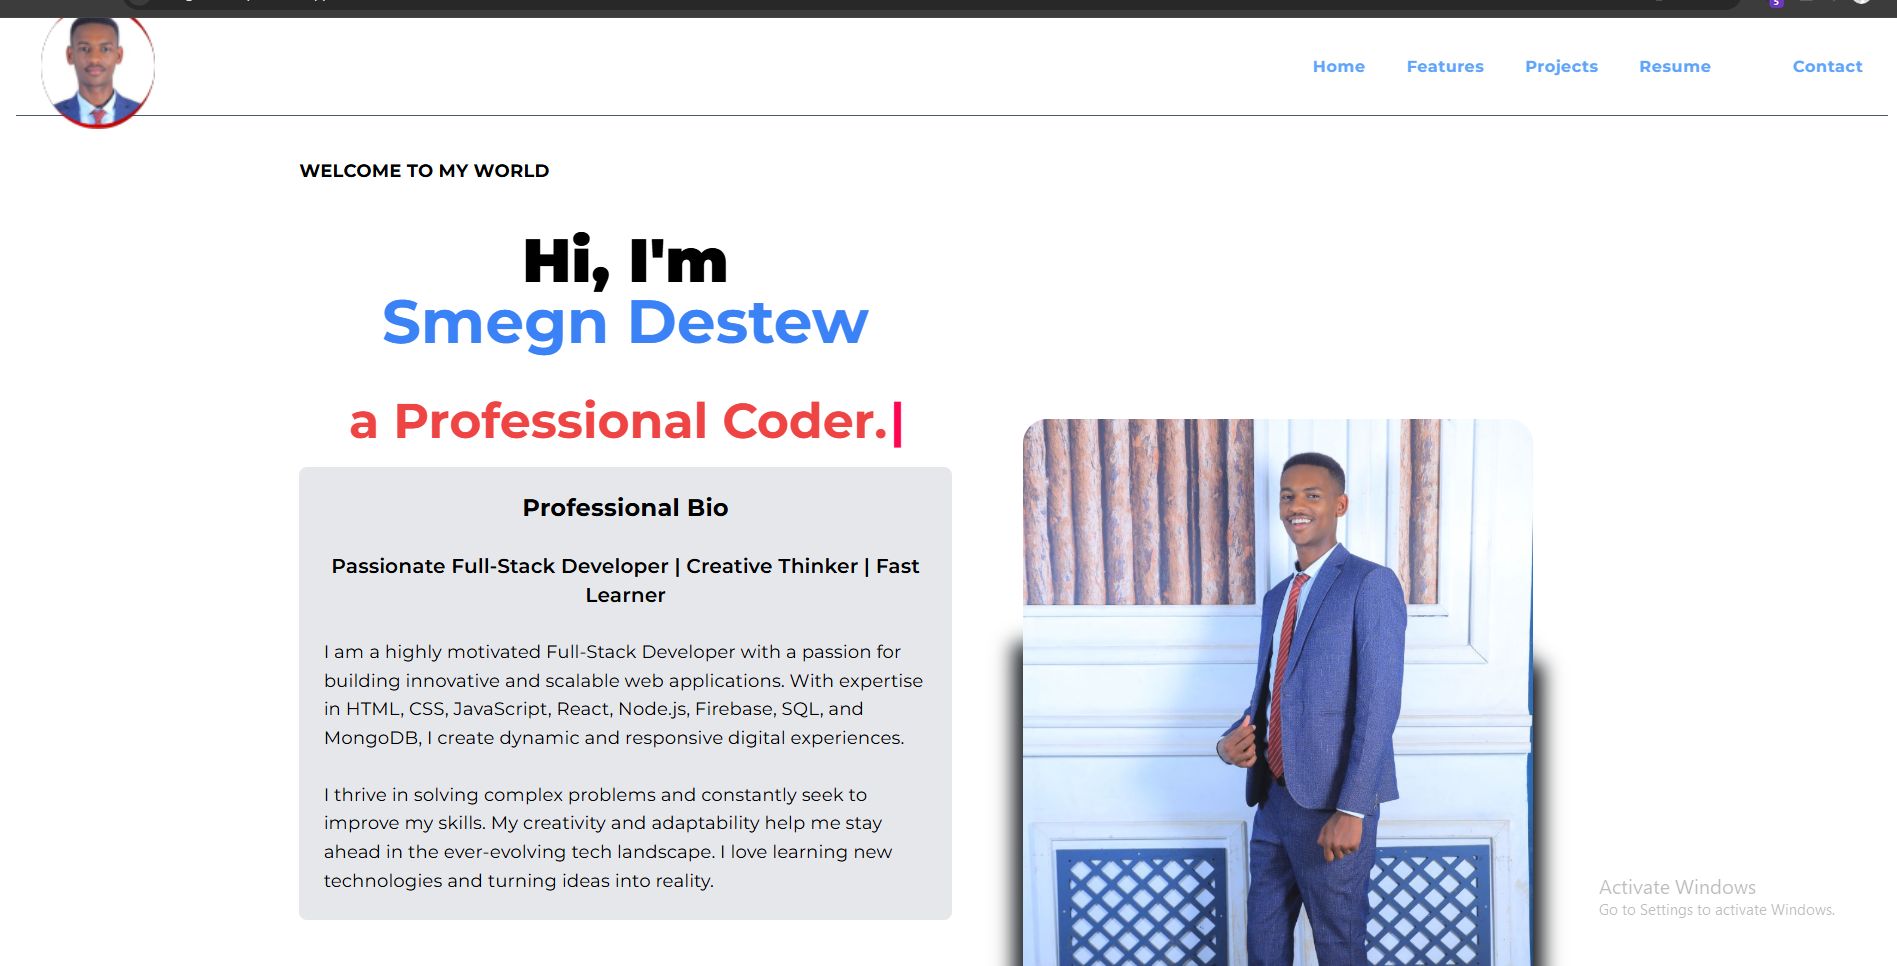 Home Features Projects Resume Contact
WELCOME TO MY WORLD
Hi, I'm
Smegn Destew
a Professional Coder.|
Professional Bio
Passionate Full-Stack Developer | Creative Thinker | Fast
Learner
I am a highly motivated Full-Stack Developer with a passion for
building innovative and scalable web applications. With expertise
in HTML, CSS, JavaScript, React, Node.js, Firebase, SQL, and
MongoDB, I create dynamic and responsive digital experiences.
I thrive in solving complex problems and constantly seek to
improve my skills. My creativity and adaptability help me stay
ahead in the ever-evolving tech landscape. I love learning new
technologies and turning ideas into reality.
Activate Windows
Go to Settings to activate Windows.